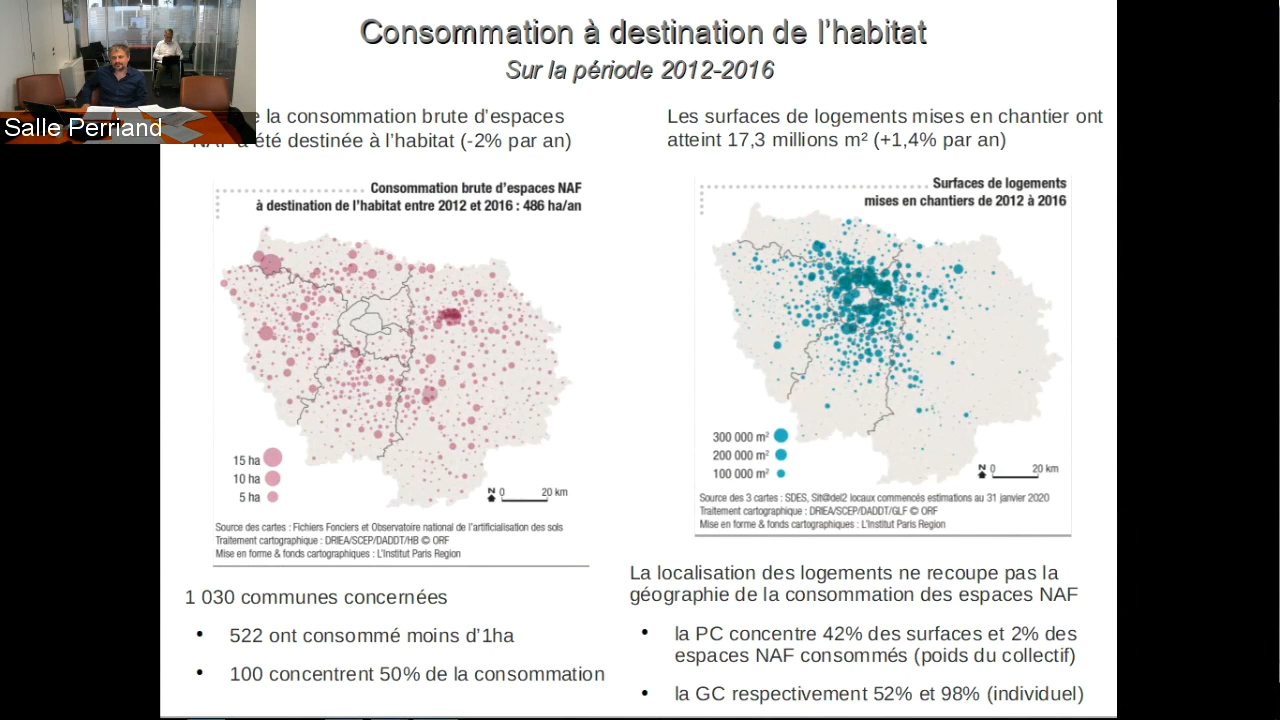 Consommation à destination de l'habitat
Sur la période 2012-2016
Salle Perriand
la consommation brute d'espaces
été destinée à l'habitat (-2% par an)
Consommation brute d'espaces NAF
à destination de l'habitat entre 2012 et 2016 : 486 ha/an
15 ha
10 ha
5 ha
N 0 20 km
Source des cartes : Fichiers Fonciers et Observatoire national de l'artificialisation des sols
Traitement cartographique : DRIEA/SCEP/DADDT/HB © ORF
Mise en forme & fonds cartographiques : L'Institut Paris Region
1 030 communes concernées
• 522 ont consommé moins d'1ha
• 100 concentrent 50% de la consommation
Les surfaces de logements mises en chantier ont
atteint 17,3 millions m² (+1,4% par an)
Surfaces de logements
mises en chantiers de 2012 à 2016
300 000 m²
200 000 m²
100 000 m²
N 0 20 km
Source des 3 cartes : SDES, Sit@del2 locaux commencés estimations au 31 janvier 2020
Traitement cartographique : DRIEA/SCEP/DADDT/GLF © ORF
Mise en forme & fonds cartographiques : L'Institut Paris Region
La localisation des logements ne recoupe pas la
géographie de la consommation des espaces NAF
• la PC concentre 42% des surfaces et 2% des
espaces NAF consommés (poids du collectif)
• la GC respectivement 52% et 98% (individuel)